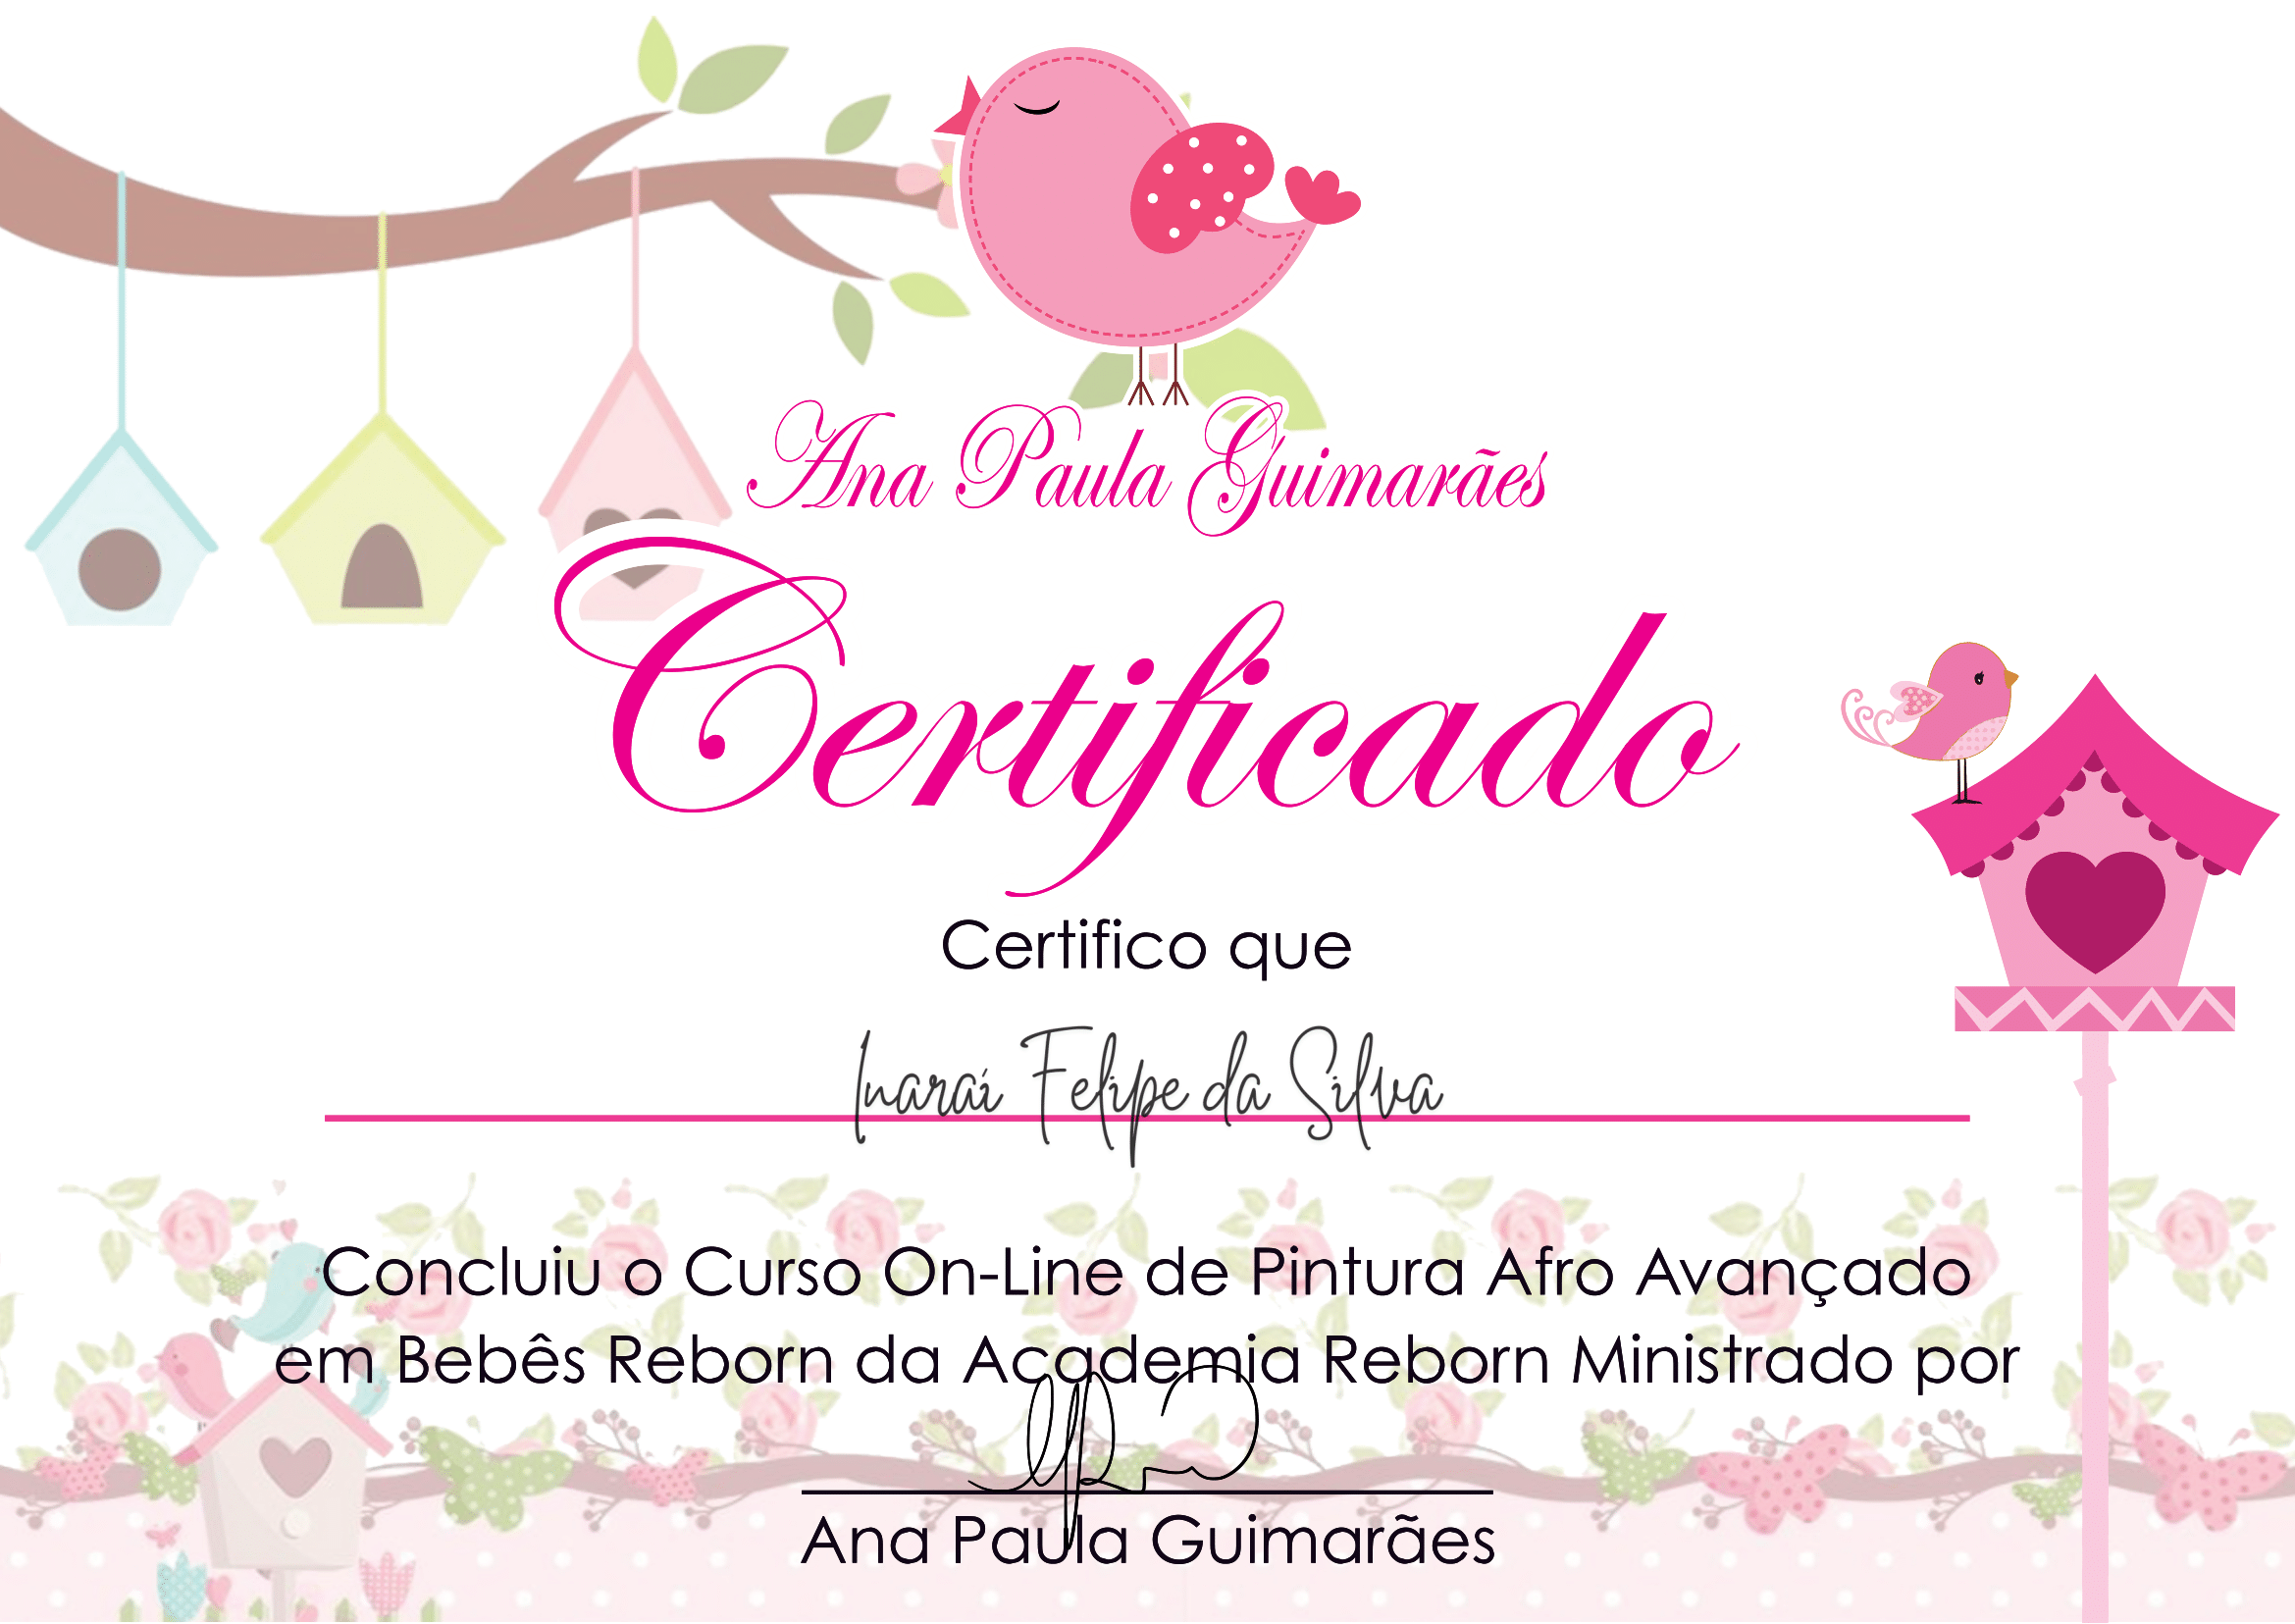 Ana Paula Guimarães
Certificado
Certifico que
Inaraí Felipe da Silva
Concluiu o Curso On-Line de Pintura Afro Avançado
em Bebês Reborn da Academia Reborn Ministrado por
Ana Paula Guimarães